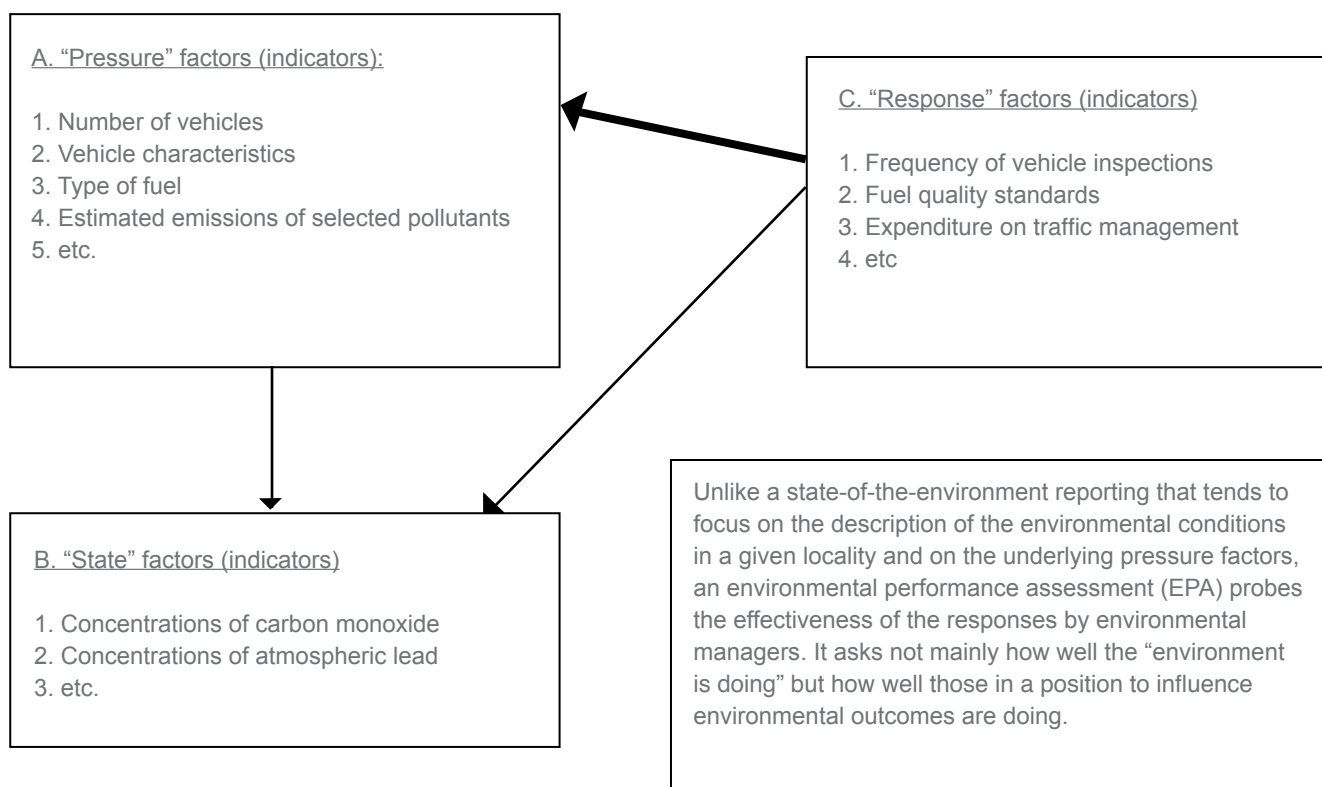 A. “Pressure” factors (indicators):
1. Number of vehicles
2. Vehicle characteristics
3. Type of fuel
4. Estimated emissions of selected pollutants
5. etc.
C. “Response” factors (indicators)
1. Frequency of vehicle inspections
2. Fuel quality standards
3. Expenditure on traffic management
4. etc
B. “State” factors (indicators)
1. Concentrations of carbon monoxide
2. Concentrations of atmospheric lead
3. etc.
Unlike a state-of-the-environment reporting that tends to
focus on the description of the environmental conditions
in a given locality and on the underlying pressure factors,
an environmental performance assessment (EPA) probes
the effectiveness of the responses by environmental
managers. It asks not mainly how well the “environment
is doing” but how well those in a position to influence
environmental outcomes are doing.